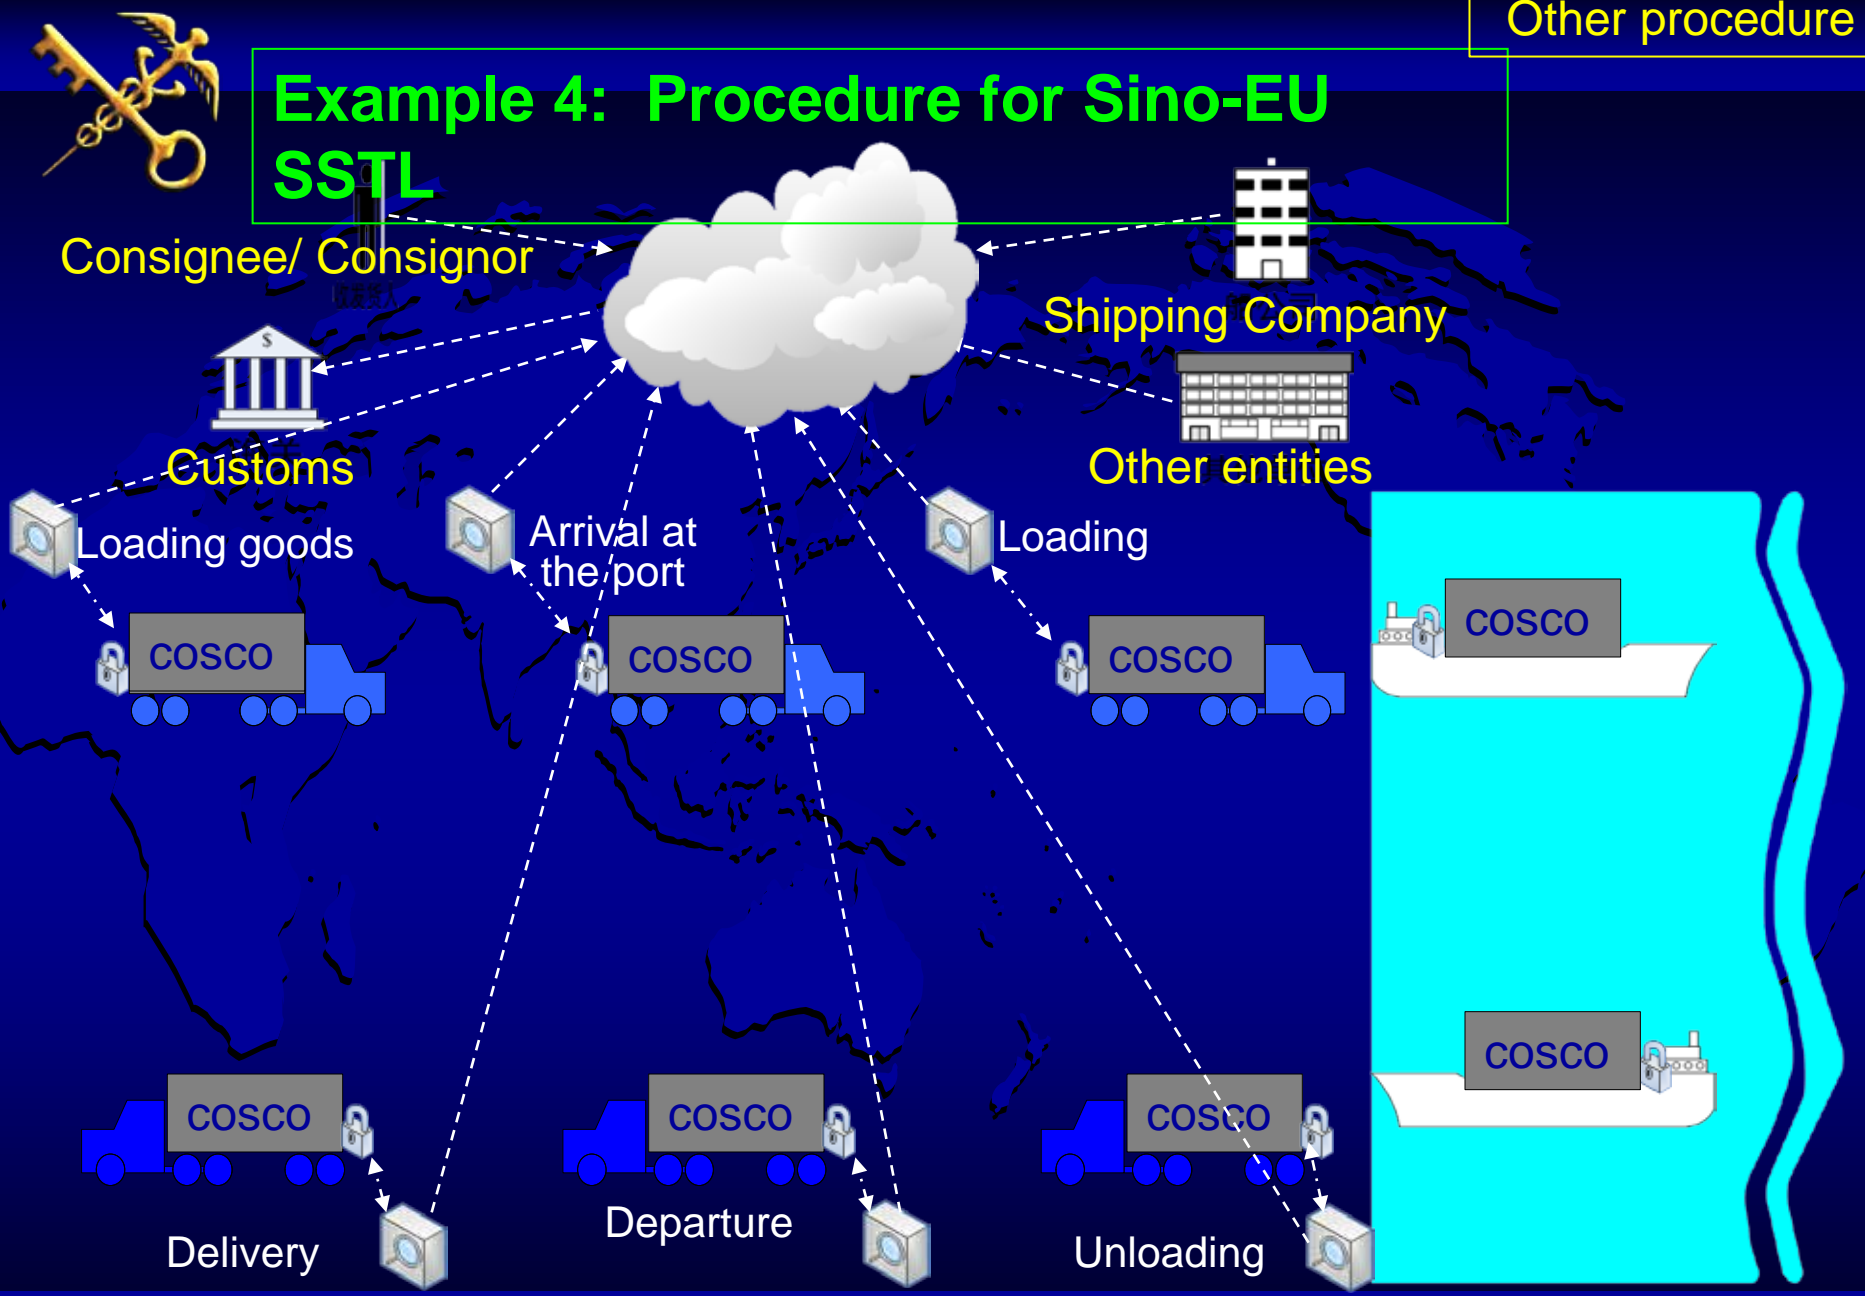 Other procedure
Example 4: Procedure for Sino-EU
SSTL
Consignee/ Consignor
Shipping Company
Customs
Other entities
Loading goods
Arrival at
the port
Loading
COSCO
COSCO
COSCO
COSCO
COSCO
COSCO
COSCO
COSCO
Delivery
Departure
Unloading